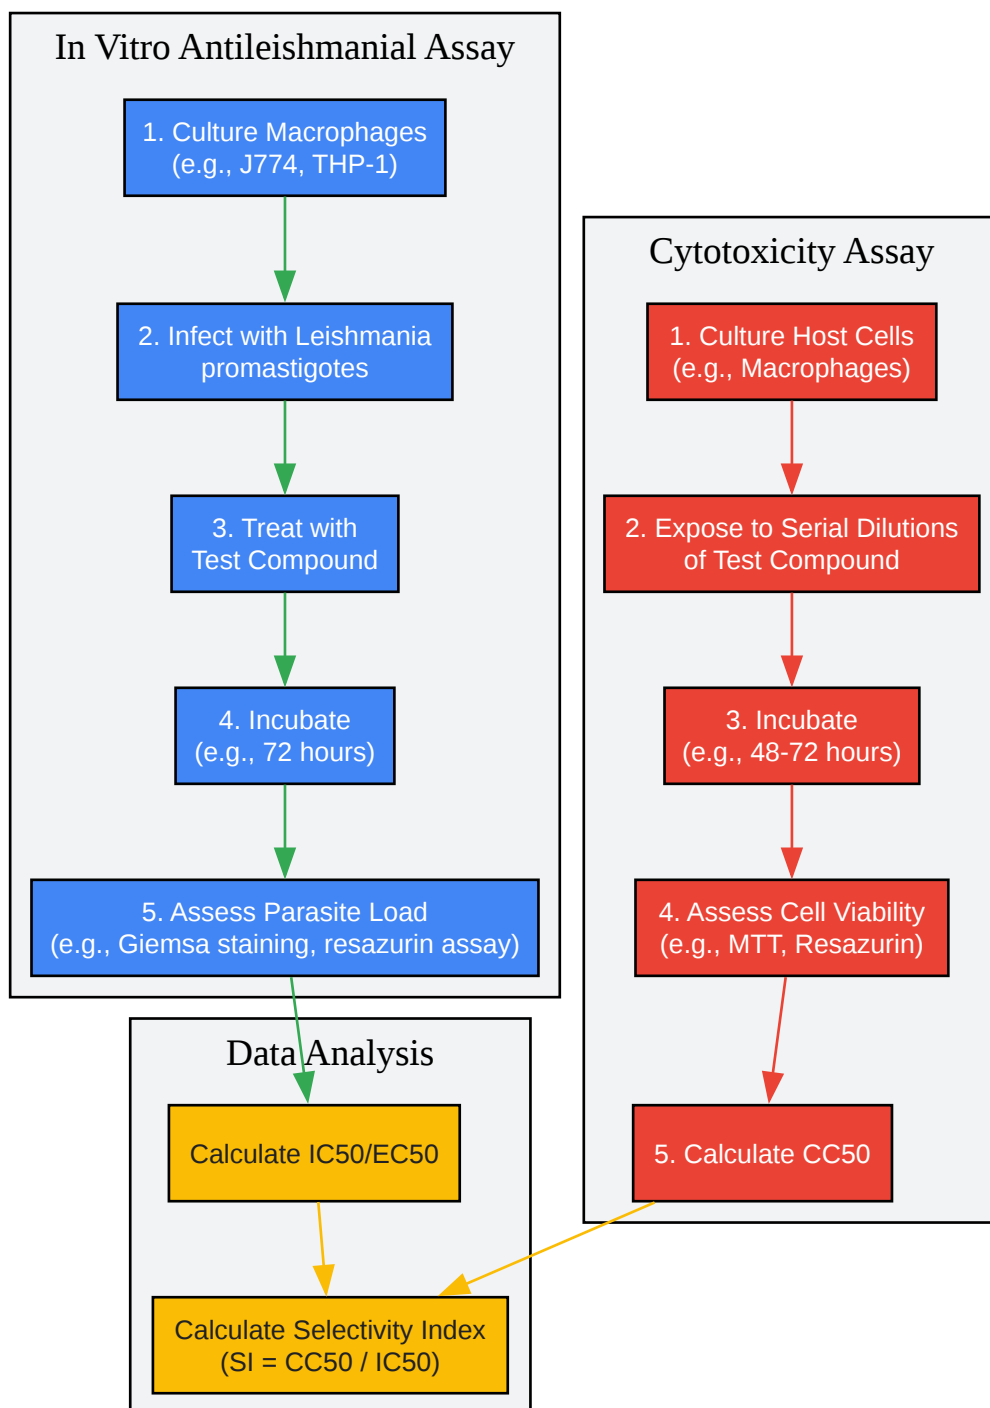 In Vitro Antileishmanial Assay
1. Culture Macrophages
(e.g., J774, THP-1)
2. Infect with Leishmania
promastigotes
3. Treat with
Test Compound
4. Incubate
(e.g., 72 hours)
5. Assess Parasite Load
(e.g., Giemsa staining, resazurin assay)
Cytotoxicity Assay
1. Culture Host Cells
(e.g., Macrophages)
2. Expose to Serial Dilutions
of Test Compound
3. Incubate
(e.g., 48-72 hours)
4. Assess Cell Viability
(e.g., MTT, Resazurin)
5. Calculate CC50
Data Analysis
Calculate IC50/EC50
Calculate Selectivity Index
(SI = CC50 / IC50)